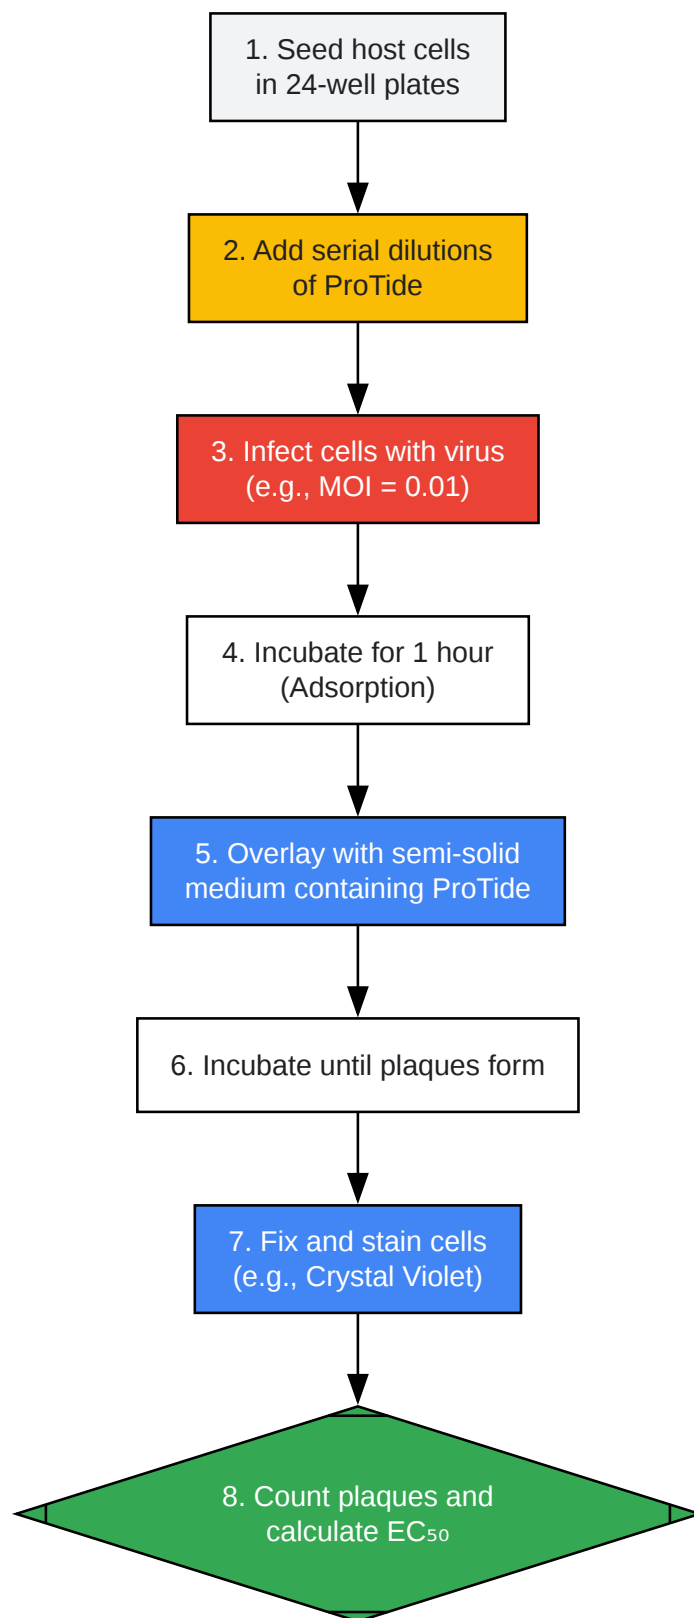 1. Seed host cells
in 24-well plates
2. Add serial dilutions
of ProTide
3. Infect cells with virus
(e.g., MOI = 0.01)
4. Incubate for 1 hour
(Adsorption)
5. Overlay with semi-solid
medium containing ProTide
6. Incubate until plaques form
7. Fix and stain cells
(e.g., Crystal Violet)
8. Count plaques and
calculate EC₅₀